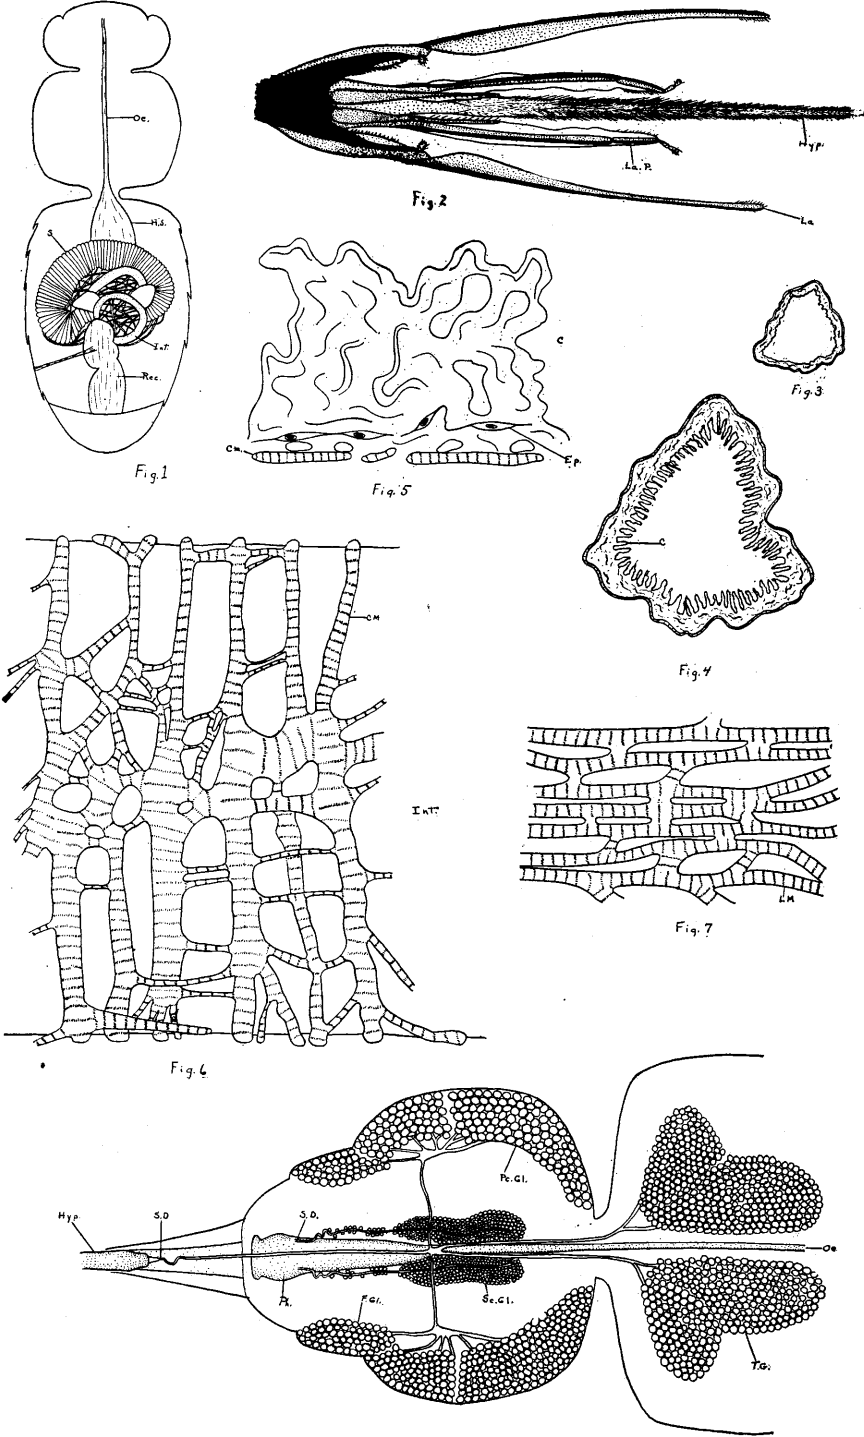 Oe.
H.S.
S.
Int.
Rec.
Fig.1
Hyp.
La. P.
La
Fig.2
Fig.3
C
Fig.4
C
Cm.
Ep.
Fig.5
CM
Int.
Fig.6
LM
Fig.7
Pc.Gl.
Hyp.
S.D
S.D.
Oe
Ph.
F.Gl.
Sc.Gl.
T.G.